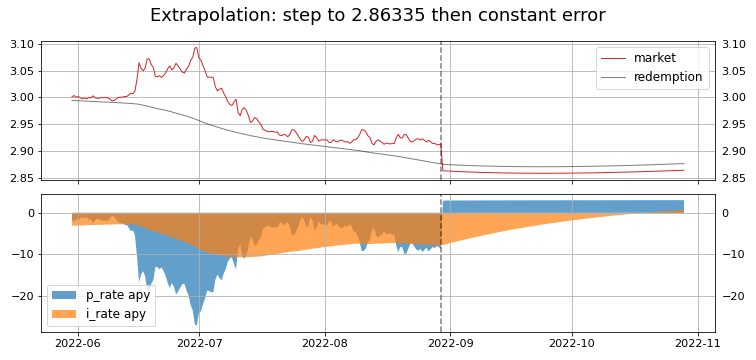 Extrapolation: step to 2.86335 then constant error
3.10 3.10
3.05 3.05
3.00 3.00
2.95 2.95
2.90 2.90
2.85 2.85
market
redemption
0 0
−10 −10
−20 −20
p_rate apy
i_rate apy
2022-06 2022-07 2022-08 2022-09 2022-10 2022-11